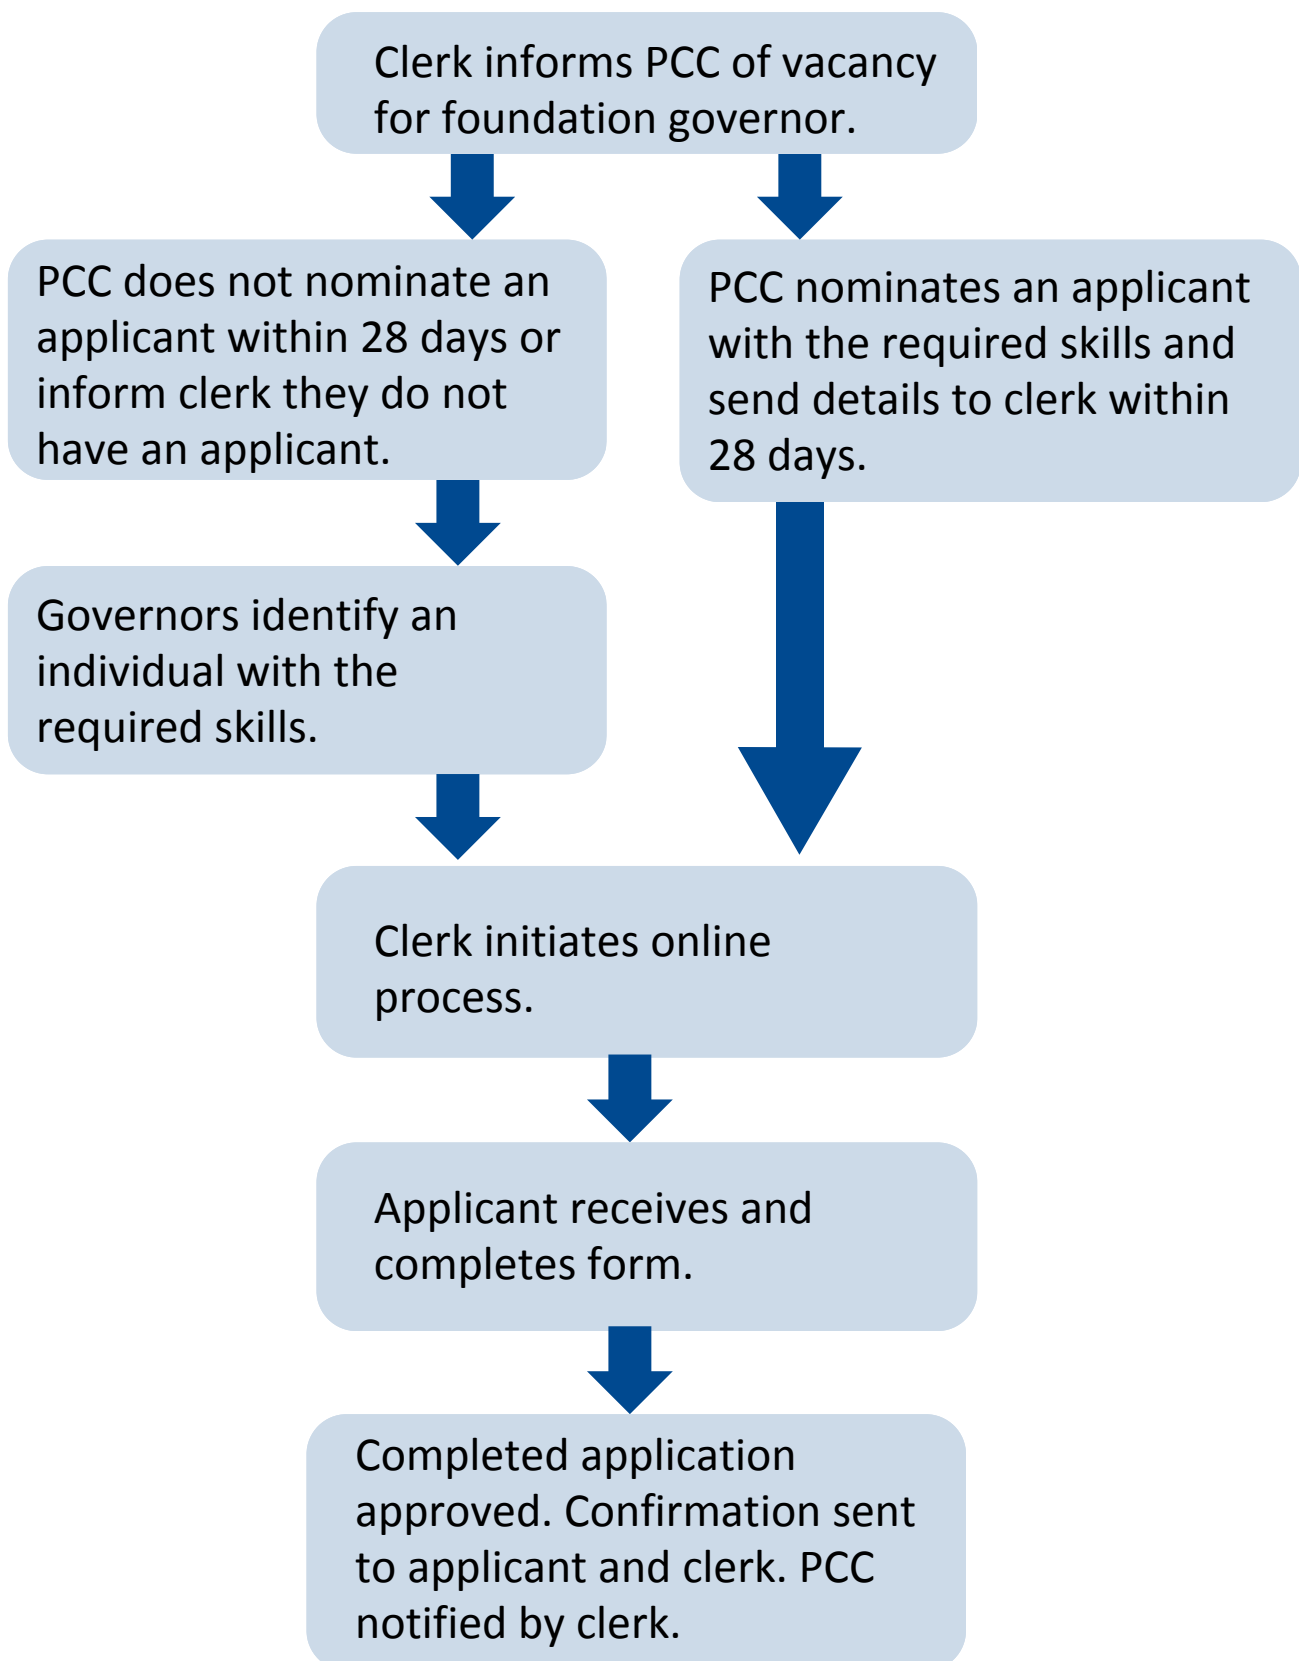 Clerk informs PCC of vacancy
for foundation governor.
PCC does not nominate an
applicant within 28 days or
inform clerk they do not
have an applicant.
PCC nominates an applicant
with the required skills and
send details to clerk within
28 days.
Governors identify an
individual with the
required skills.
Clerk initiates online
process.
Applicant receives and
completes form.
Completed application
approved. Confirmation sent
to applicant and clerk. PCC
notified by clerk.